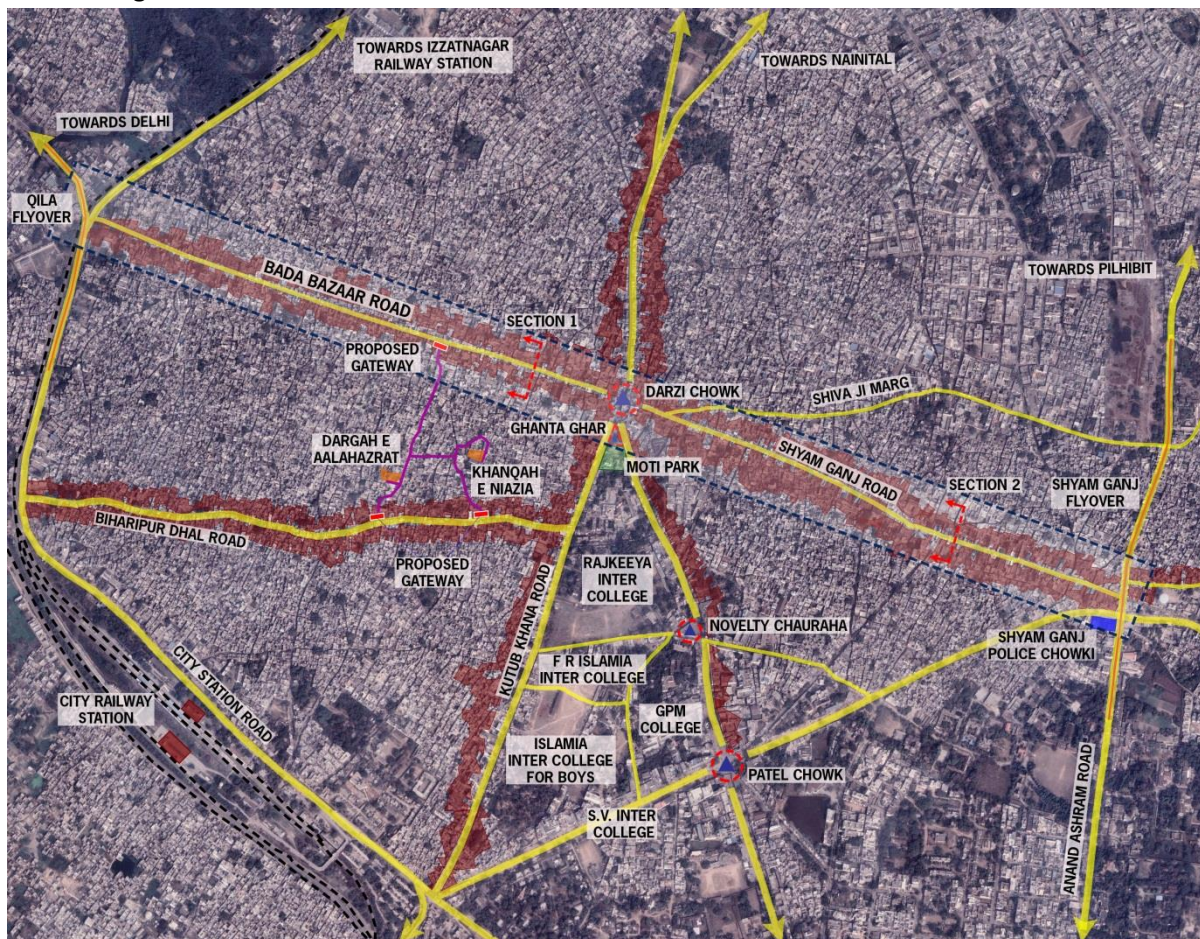 TOWARDS IZZATNAGAR
RAILWAY STATION
TOWARDS NAINITAL
TOWARDS DELHI
QILA
FLYOVER
BADA BAZAAR ROAD
TOWARDS PILHIBIT
SECTION 1
PROPOSED
GATEWAY
DARZI CHOWK
SHIVA JI MARG
GHANTA GHAR
DARGAH E
AALAHAZRAT
KHANQAH
E NIAZIA
MOTI PARK
SHYAM GANJ ROAD
SECTION 2
SHYAM GANJ
FLYOVER
BIHARIPUR DHAL ROAD
PROPOSED
GATEWAY
RAJKEEYA
INTER
COLLEGE
KUTUB KHANA ROAD
NOVELTY CHAURAHA
SHYAM GANJ
POLICE CHOWKI
F R ISLAMIA
INTER COLLEGE
CITY STATION ROAD
CITY RAILWAY
STATION
GPM
COLLEGE
ISLAMIA
INTER COLLEGE
FOR BOYS
PATEL CHOWK
S.V. INTER
COLLEGE
ANAND ASHRAM ROAD